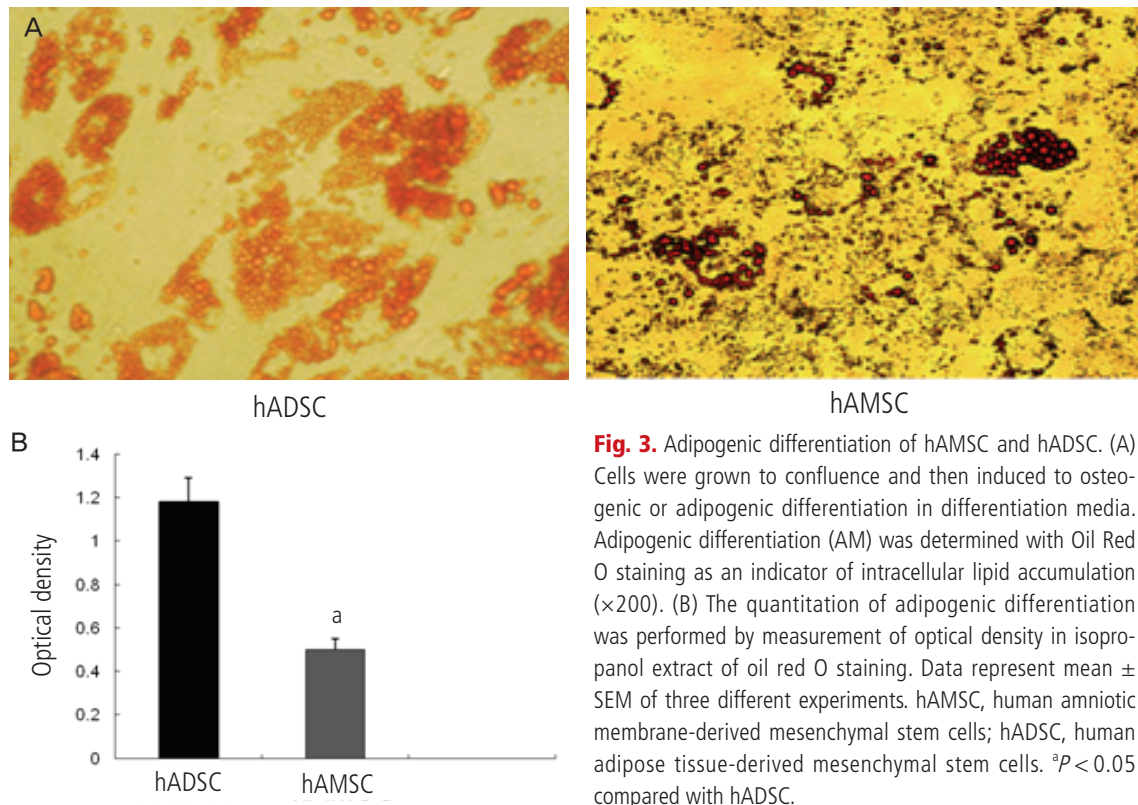 A
hADSC
hAMSC
B
1.4
1.2
1
0.8
0.6
0.4
0.2
0
Optical density
a
hADSC
hAMSC
Fig. 3. Adipogenic differentiation of hAMSC and hADSC. (A)
Cells were grown to confluence and then induced to osteo-
genic or adipogenic differentiation in differentiation media.
Adipogenic differentiation (AM) was determined with Oil Red
O staining as an indicator of intracellular lipid accumulation
(×200). (B) The quantitation of adipogenic differentiation
was performed by measurement of optical density in isopro-
panol extract of oil red O staining. Data represent mean ±
SEM of three different experiments. hAMSC, human amniotic
membrane-derived mesenchymal stem cells; hADSC, human
adipose tissue-derived mesenchymal stem cells. ᵃP < 0.05
compared with hADSC.